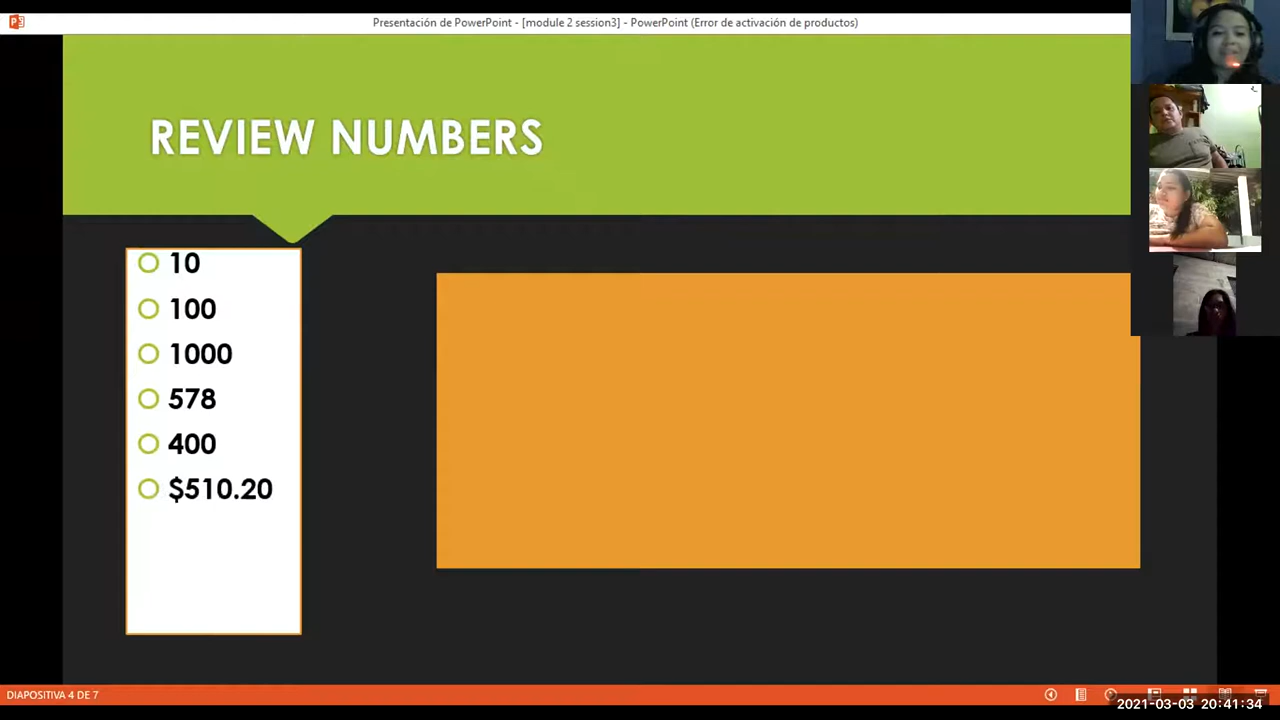 Presentación de PowerPoint - [module 2 session3] - PowerPoint (Error de activación de productos)
REVIEW NUMBERS
10
100
1000
578
400
$510.20
DIAPOSITIVA 4 DE 7
2021-03-03 20:41:34